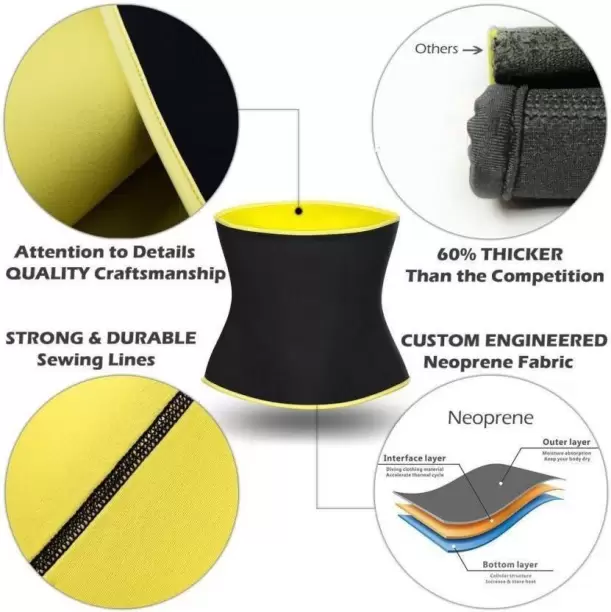 Others
Attention to Details
QUALITY Craftsmanship
60% THICKER
Than the Competition
STRONG & DURABLE
Sewing Lines
CUSTOM ENGINEERED
Neoprene Fabric
Neoprene
Outer layer
Moisture absorption
Keep your body dry
Interface layer
Diving clothing material
Accelerate thermal cycle
Bottom layer
Cellular structure
Increase & store heat